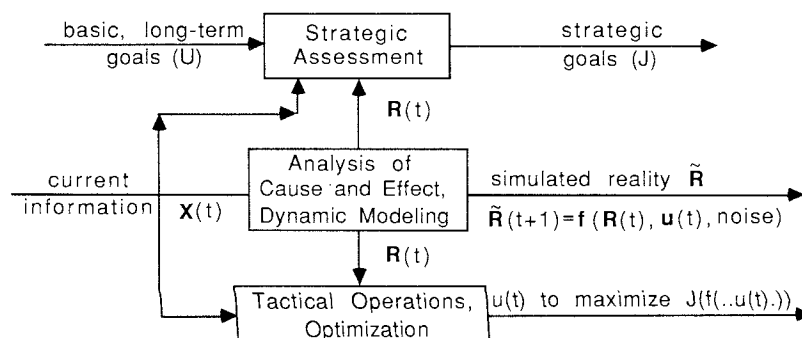 basic, long-term
goals (U)
Strategic
Assessment
strategic
goals (J)
R(t)
current
information
X(t)
Analysis of
Cause and Effect,
Dynamic Modeling
simulated reality R̃
R̃(t+1)=f(R(t), u(t), noise)
R(t)
Tactical Operations,
Optimization
u(t) to maximize J(f(..u(t).))